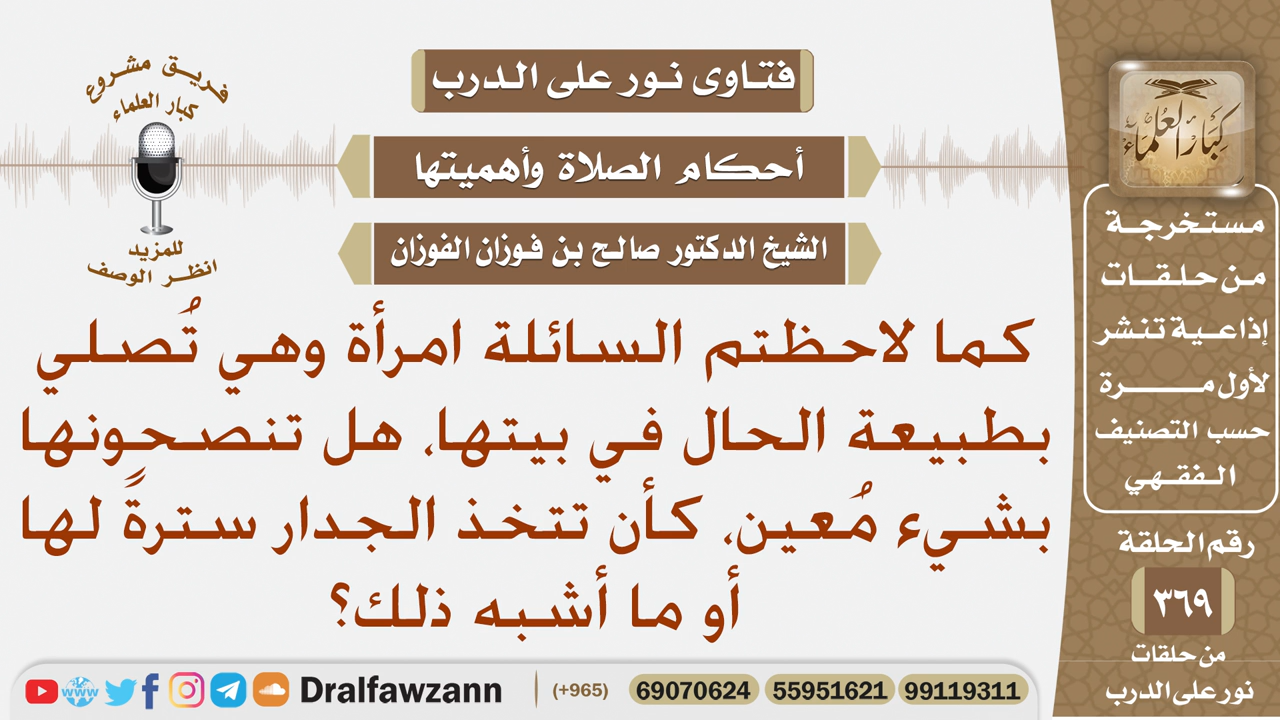 فتاوى نور على الدرب
أحكام الصلاة وأهميتها
الشيخ الدكتور صالح بن فوزان الفوزان
فريق مشروع
كبار العلماء
للمزيد
انظر الوصف
كما لاحظتم السائلة امرأة وهي تُصلي
بطبيعة الحال في بيتها، هل تنصحونها
بشيء مُعين، كأن تتخذ الجدار سترةً لها
أو ما أشبه ذلك؟
كبار العلماء
مستخرجة
من حلقات
إذاعية تنشر
لأول مرة
حسب التصنيف
الفقهي
رقم الحلقة
٣٦٩
من حلقات
نور على الدرب
www Dralfawzann (+965) 69070624 55951621 99119311